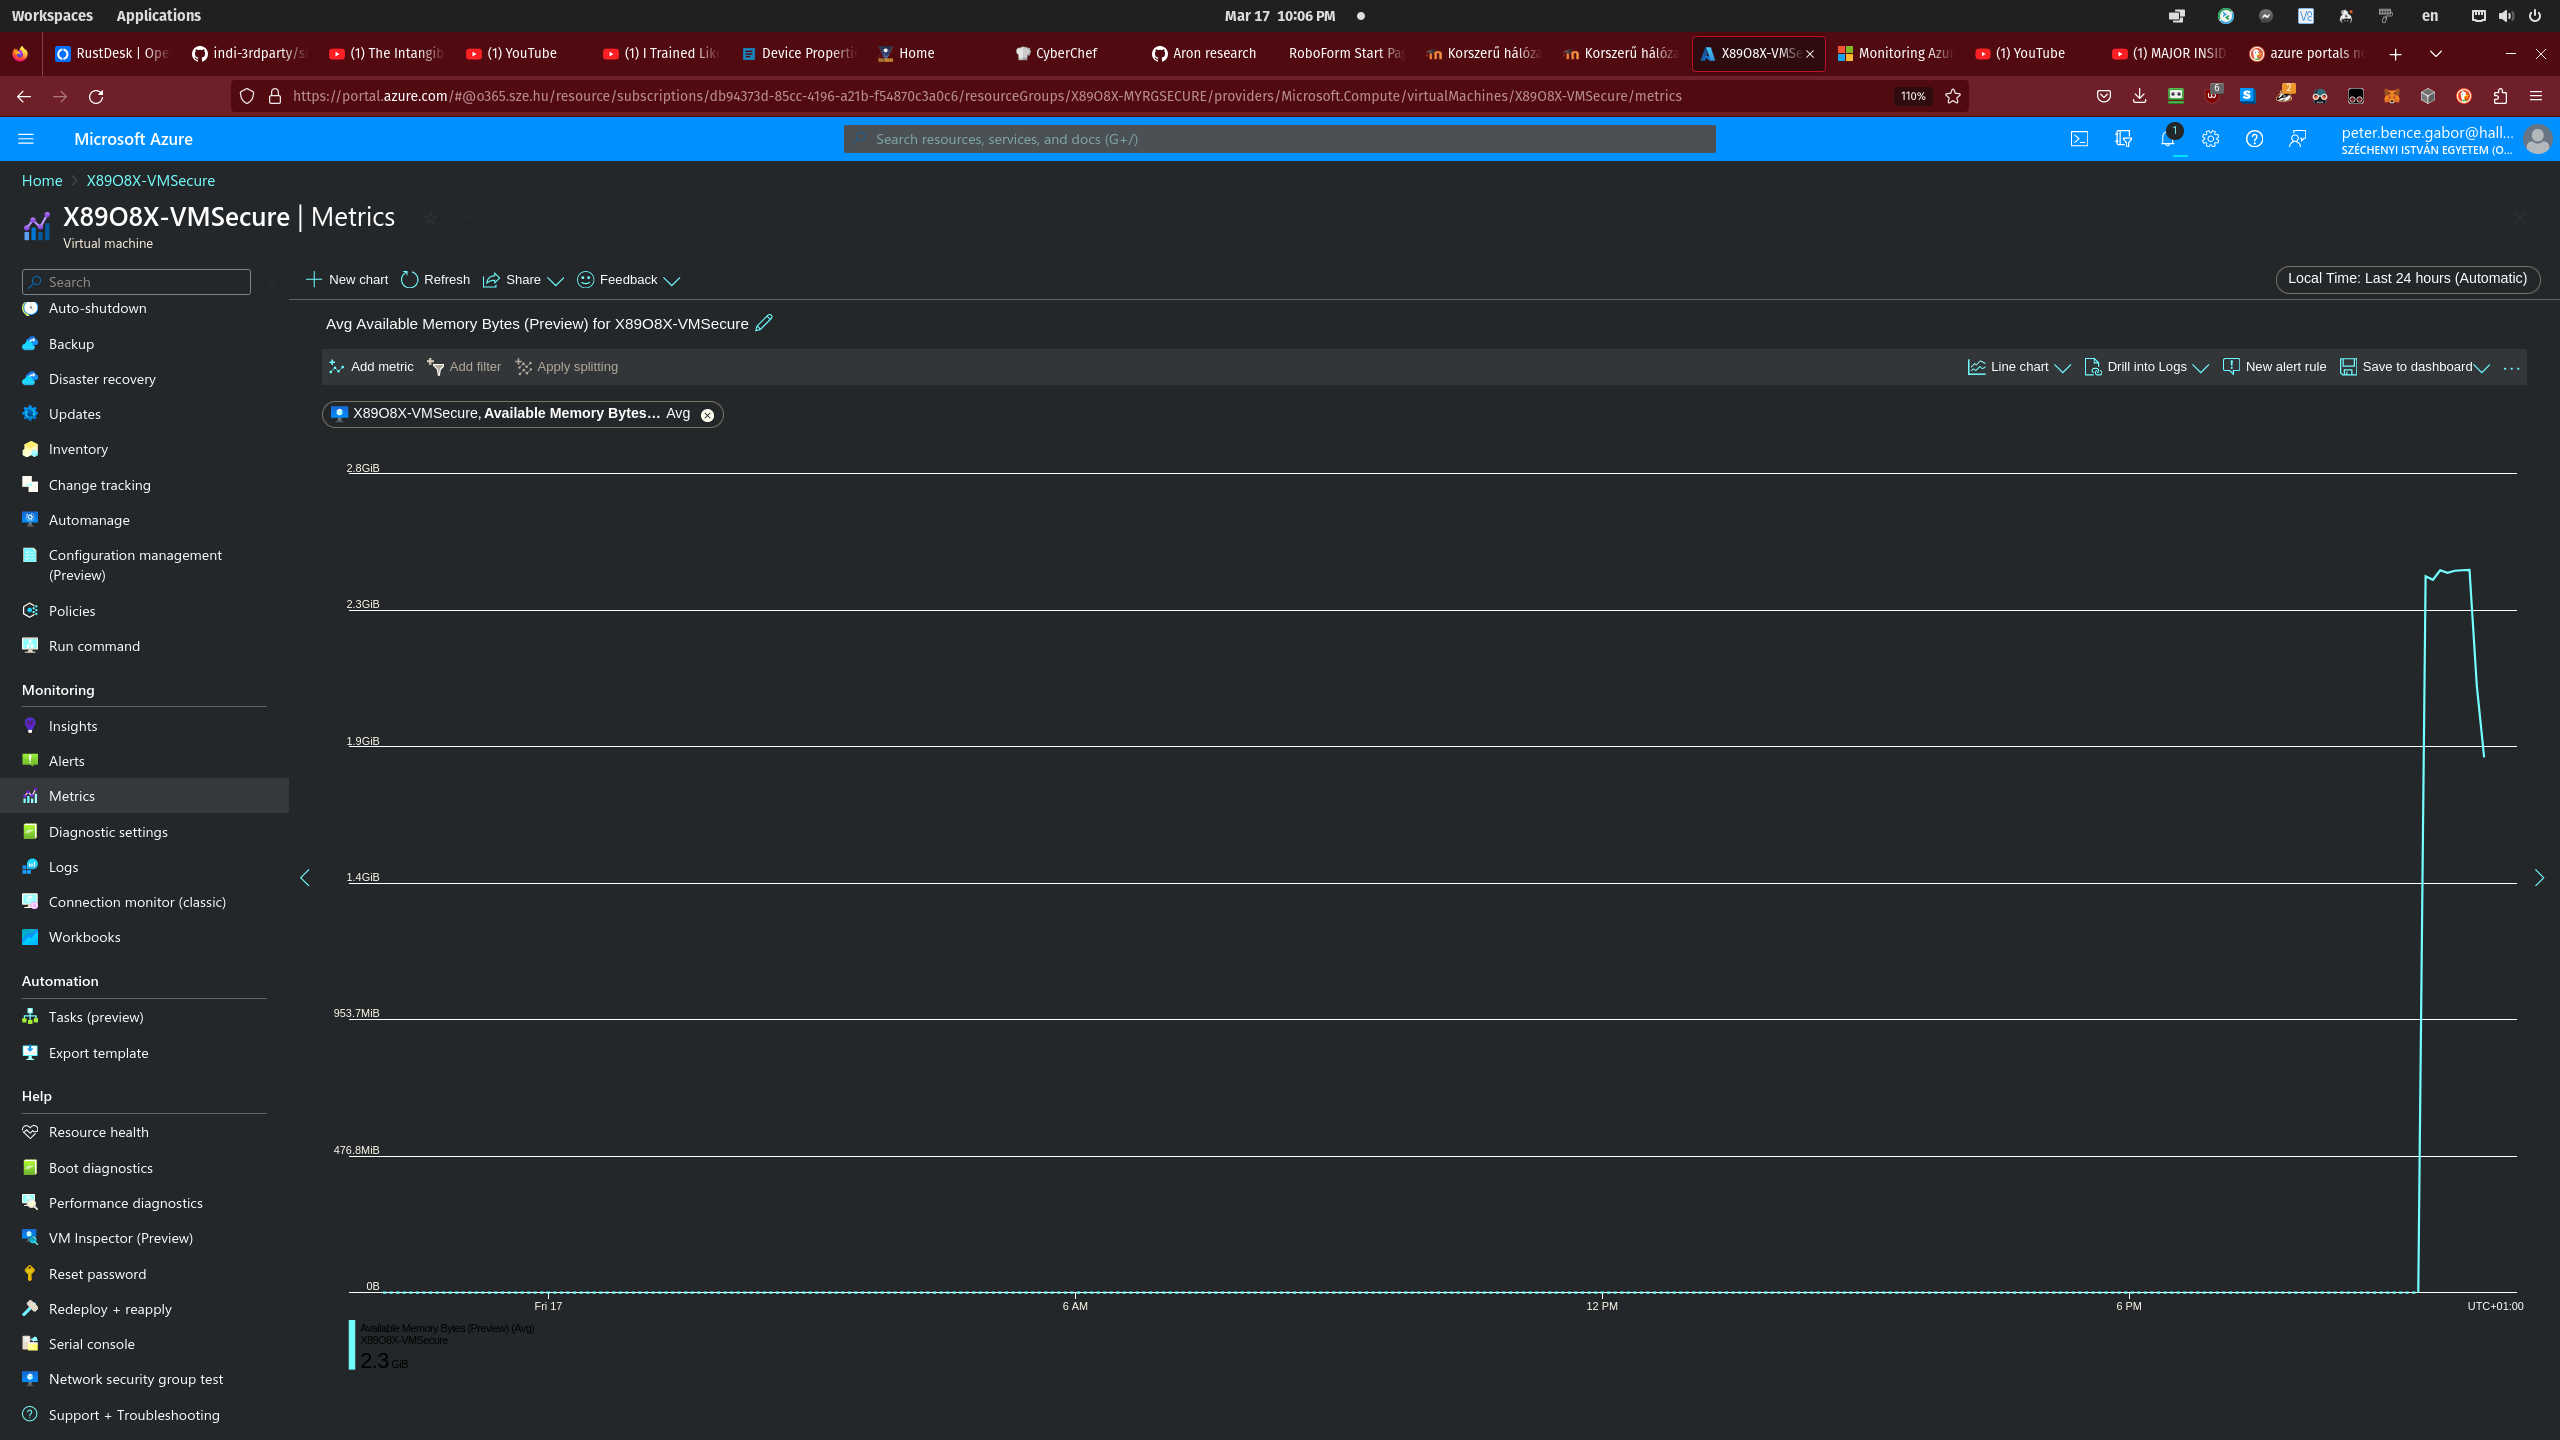 Workspaces Applications Mar 17 10:06 PM en
RustDesk | Ope indi-3rdparty/s (1) The Intangib (1) YouTube (1) I Trained Like Device Properti Home CyberChef Aron research RoboForm Start Pag Korszerű hálóza Korszerű hálóza X89O8X-VMSe Monitoring Azur (1) YouTube (1) MAJOR INSID azure portals ne
https://portal.azure.com/#@o365.sze.hu/resource/subscriptions/db94373d-85cc-4196-a21b-f54870c3a0c6/resourceGroups/X89O8X-MYRGSECURE/providers/Microsoft.Compute/virtualMachines/X89O8X-VMSecure/metrics 110% 6 2
Microsoft Azure Search resources, services, and docs (G+/) 1 peter.bence.gabor@hall...
SZÉCHENYI ISTVÁN EGYETEM (O...
Home X89O8X-VMSecure
X89O8X-VMSecure | Metrics
Virtual machine
Search
Auto-shutdown
Backup
Disaster recovery
Updates
Inventory
Change tracking
Automanage
Configuration management
(Preview)
Policies
Run command
Monitoring
Insights
Alerts
Metrics
Diagnostic settings
Logs
Connection monitor (classic)
Workbooks
Automation
Tasks (preview)
Export template
Help
Resource health
Boot diagnostics
Performance diagnostics
VM Inspector (Preview)
Reset password
Redeploy + reapply
Serial console
Network security group test
Support + Troubleshooting
New chart Refresh Share Feedback Local Time: Last 24 hours (Automatic)
Avg Available Memory Bytes (Preview) for X89O8X-VMSecure
Add metric Add filter Apply splitting Line chart Drill into Logs New alert rule Save to dashboard ...
X89O8X-VMSecure, Available Memory Bytes... Avg
2.8GiB
2.3GiB
1.9GiB
1.4GiB
953.7MiB
476.8MiB
0B
Fri 17 6 AM 12 PM 6 PM UTC+01:00
Available Memory Bytes (Preview) (Avg)
X89O8X-VMSecure
2.3 GiB